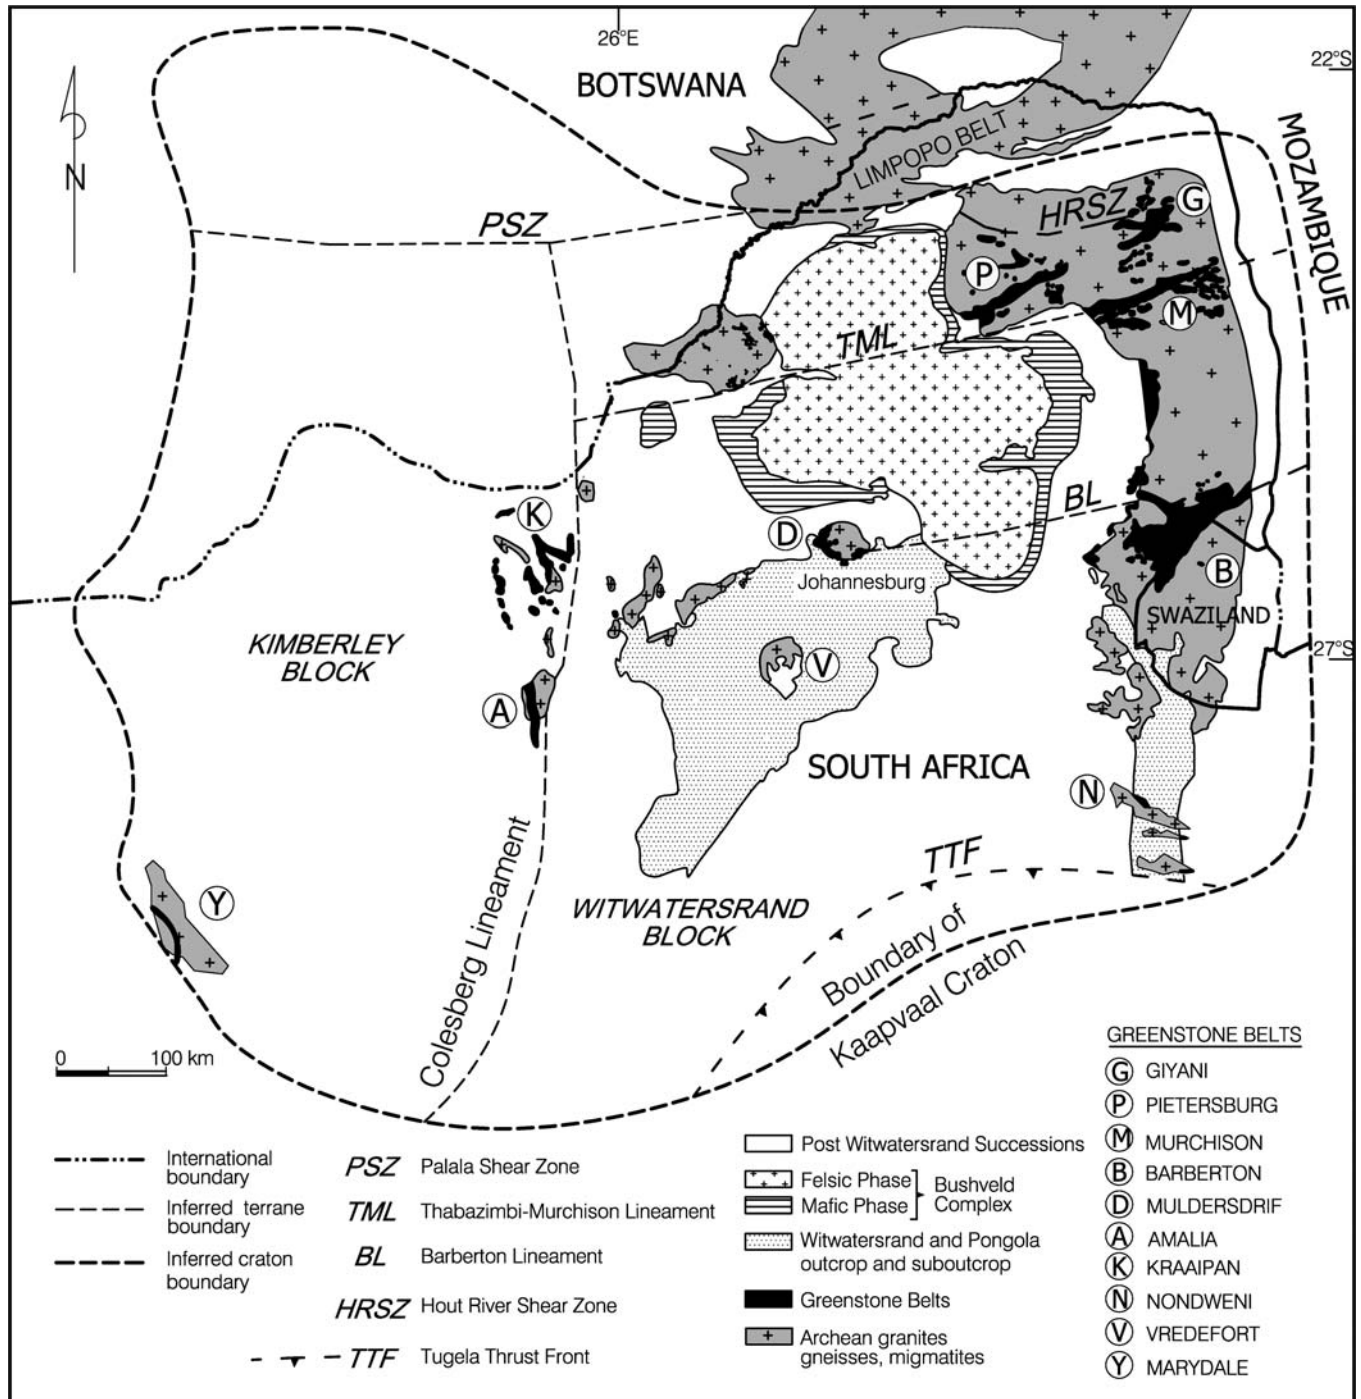 26°E
22°S
BOTSWANA
MOZAMBIQUE
LIMPOPO BELT
N
PSZ
HRSZ
G
P
M
TML
BL
K
D
Johannesburg
B
SWAZILAND
27°S
KIMBERLEY
BLOCK
V
A
SOUTH AFRICA
N
TTF
Y
WITWATERSRAND
BLOCK
Colesberg Lineament
Boundary of
Kaapvaal Craton
0 100 km
International
boundary
Inferred terrane
boundary
Inferred craton
boundary
PSZ Palala Shear Zone
TML Thabazimbi-Murchison Lineament
BL Barberton Lineament
HRSZ Hout River Shear Zone
TTF Tugela Thrust Front
Post Witwatersrand Successions
Felsic Phase
Mafic Phase
Bushveld
Complex
Witwatersrand and Pongola
outcrop and suboutcrop
Greenstone Belts
Archean granites
gneisses, migmatites
GREENSTONE BELTS
G GIYANI
P PIETERSBURG
M MURCHISON
B BARBERTON
D MULDERSDRIF
A AMALIA
K KRAAIPAN
N NONDWENI
V VREDEFORT
Y MARYDALE